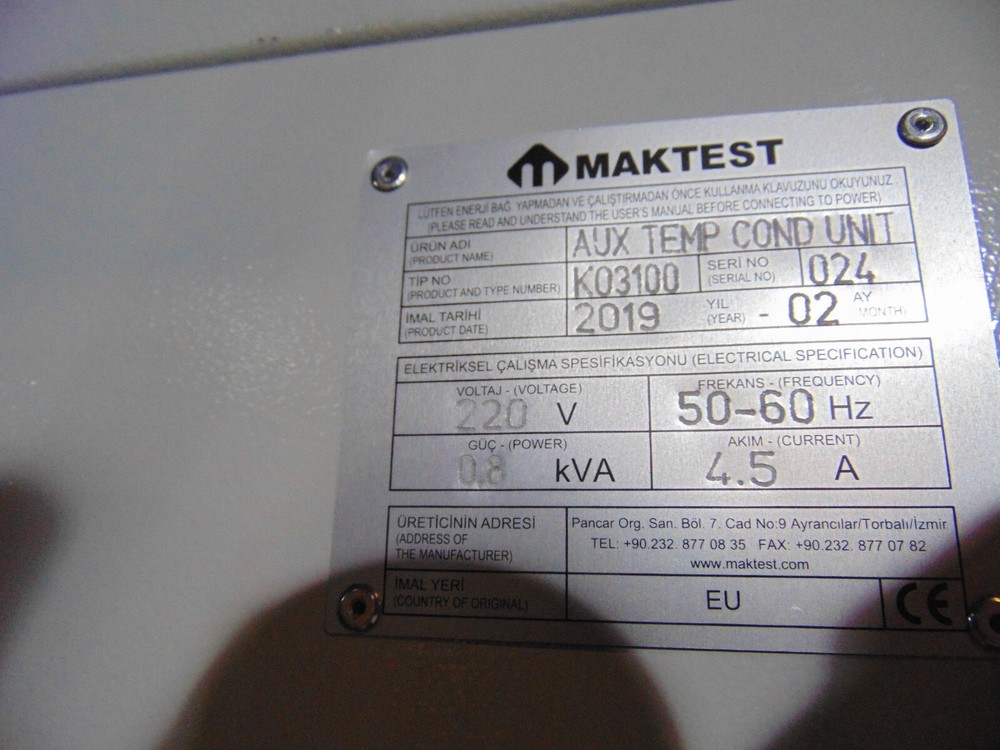 MAKTEST
LÜTFEN ENERJİ BAĞ. YAPMADAN VE ÇALIŞTIRMADAN ÖNCE KULLANMA KLAVUZUNU OKUYUNUZ.
(PLEASE READ AND UNDERSTAND THE USER'S MANUAL BEFORE CONNECTING TO POWER)
ÜRÜN ADI
(PRODUCT NAME)
AUX TEMP COND UNIT
TİP NO
(PRODUCT AND TYPE NUMBER)
K03100
SERİ NO
(SERIAL NO)
024
İMAL TARİHİ
(PRODUCT DATE)
2019
YIL
(YEAR)
- 02
AY
(MONTH)
ELEKTRİKSEL ÇALIŞMA SPESİFİKASYONU (ELECTRICAL SPECIFICATION)
VOLTAJ - (VOLTAGE)
220 V
FREKANS - (FREQUENCY)
50-60 Hz
GÜÇ - (POWER)
0.8 kVA
AKIM - (CURRENT)
4.5 A
ÜRETİCİNİN ADRESİ
(ADDRESS OF
THE MANUFACTURER)
Pancar Org. San. Böl. 7. Cad No:9 Ayrancılar/Torbalı/İzmir
TEL: +90.232. 877 08 35 FAX: +90.232. 877 07 82
www.maktest.com
İMAL YERİ
(COUNTRY OF ORIGINAL)
EU
CE